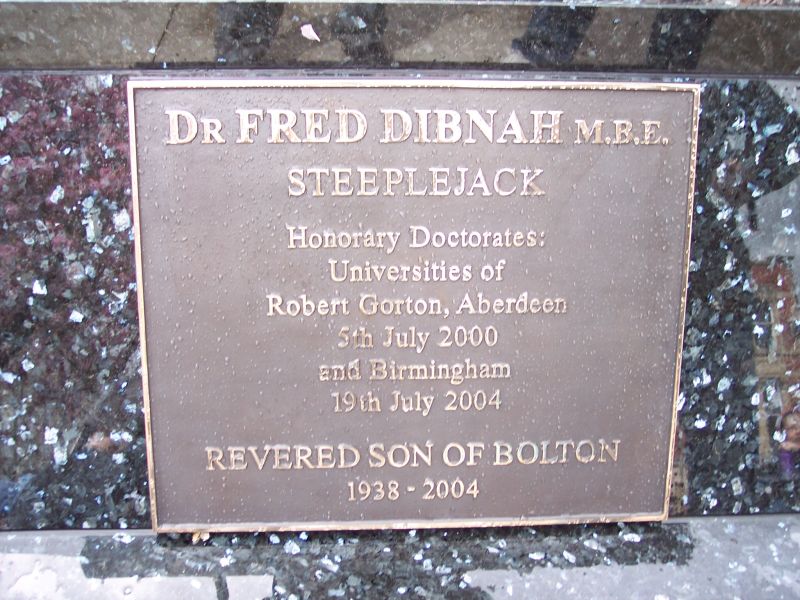 DR FRED DIBNAH M.B.E.
STEEPLEJACK
Honorary Doctorates:
Universities of
Robert Gorton, Aberdeen
5th July 2000
and Birmingham
19th July 2004
REVERED SON OF BOLTON
1938 - 2004